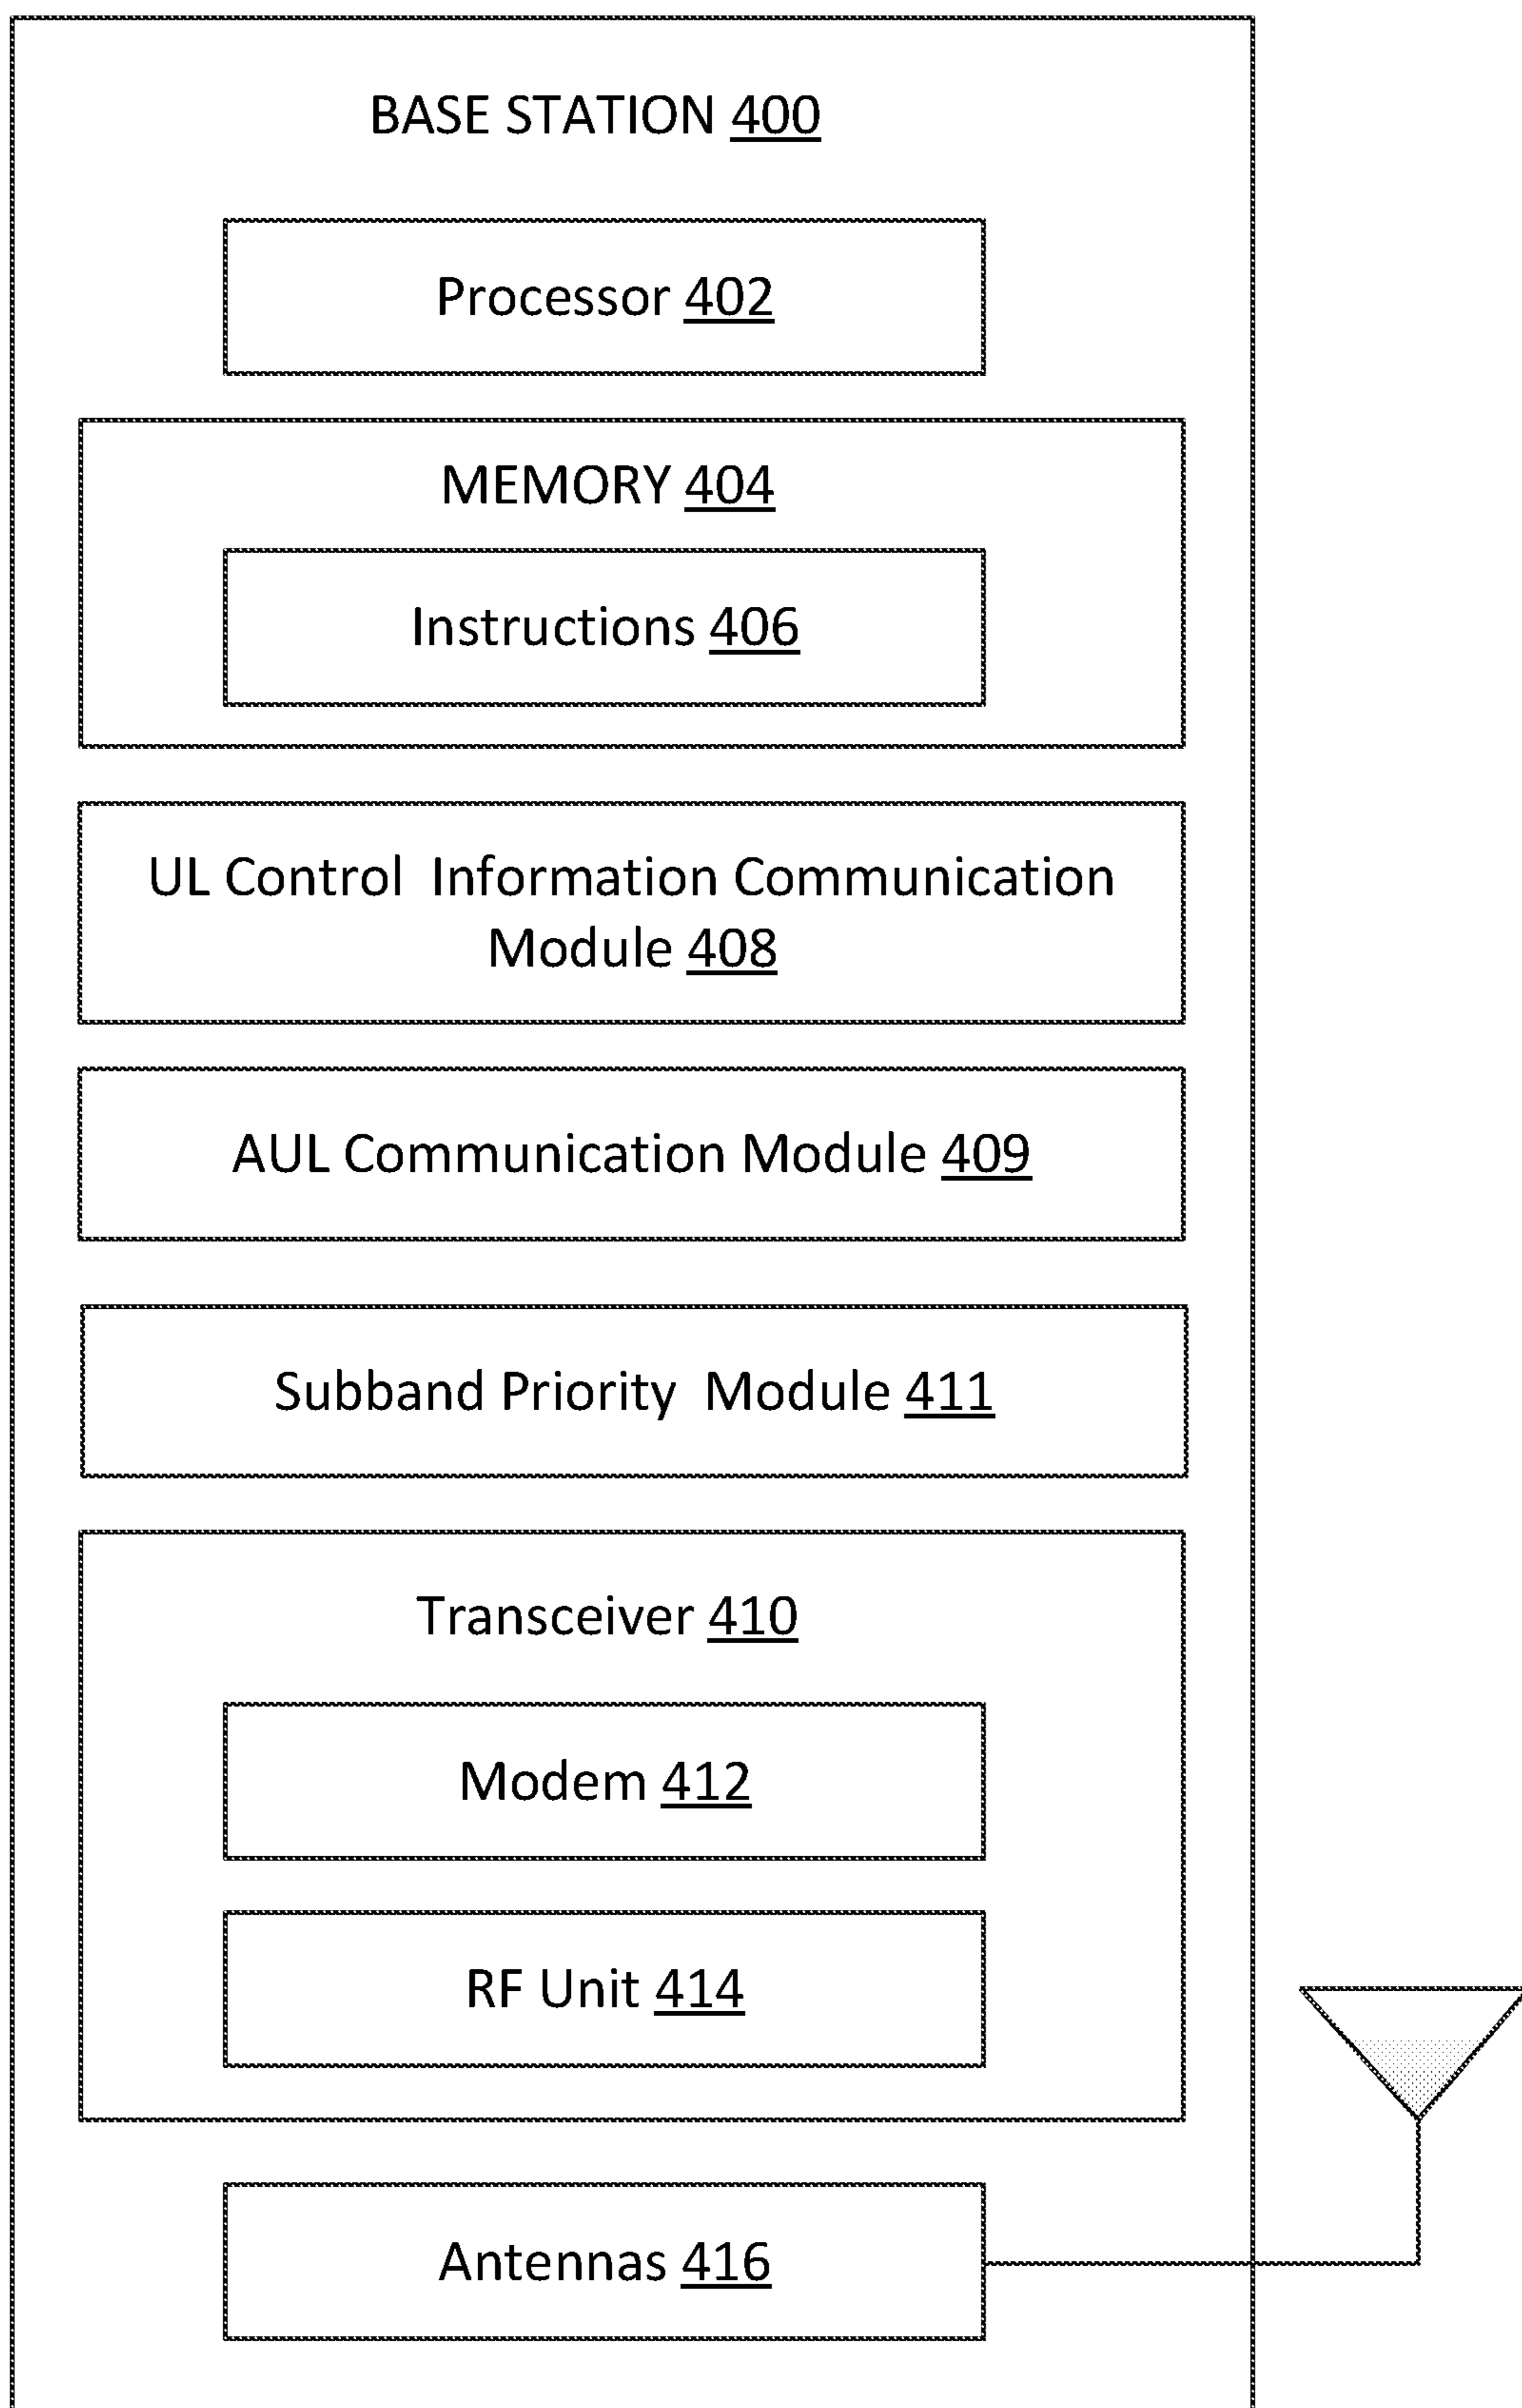 BASE STATION 400
Processor 402
MEMORY 404
Instructions 406
UL Control  Information Communication
Module 408
AUL Communication Module 409
Subband Priority  Module 411
Transceiver 410
Modem 412
RF Unit 414
Antennas 416